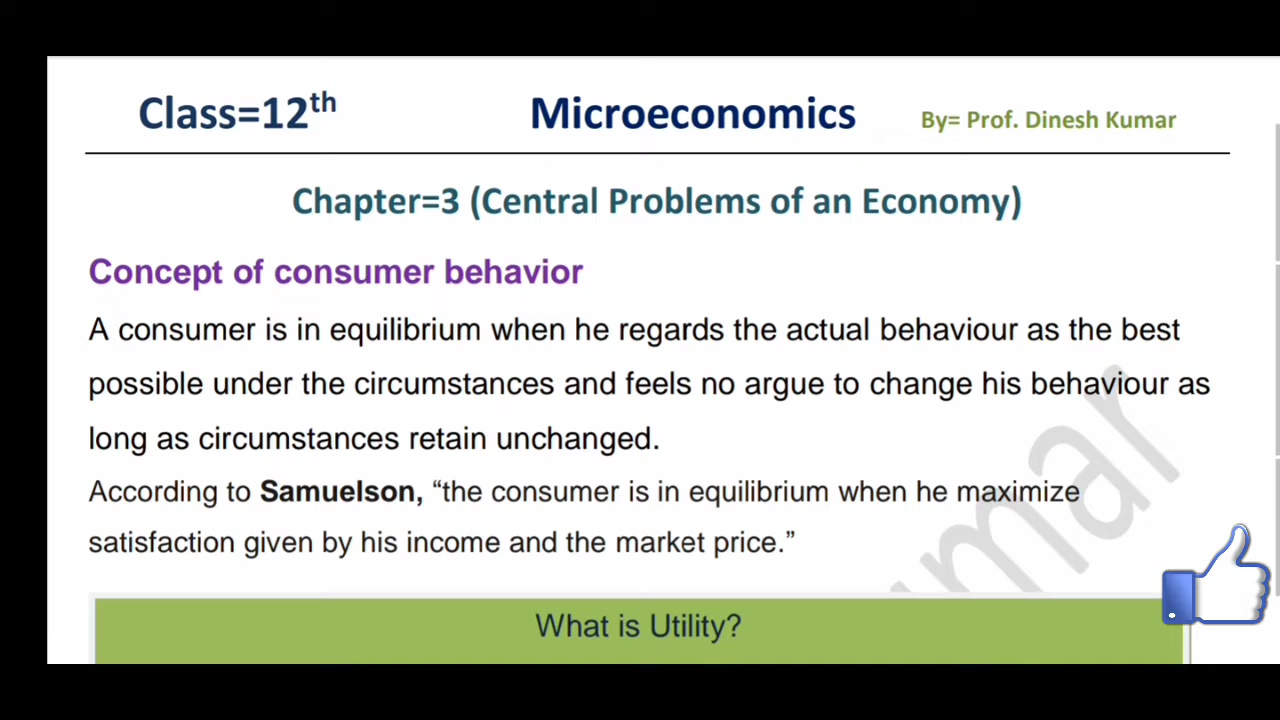 Class=12th
Microeconomics
By= Prof. Dinesh Kumar
Chapter=3 (Central Problems of an Economy)
Concept of consumer behavior
A consumer is in equilibrium when he regards the actual behaviour as the best
possible under the circumstances and feels no argue to change his behaviour as
long as circumstances retain unchanged.
According to Samuelson, “the consumer is in equilibrium when he maximize
satisfaction given by his income and the market price.”
What is Utility?